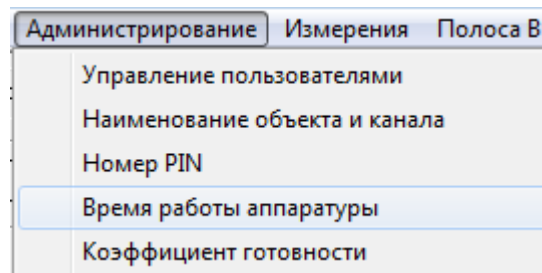 Администрирование Измерения Полоса В
Управление пользователями
Наименование объекта и канала
Номер PIN
Время работы аппаратуры
Коэффициент готовности